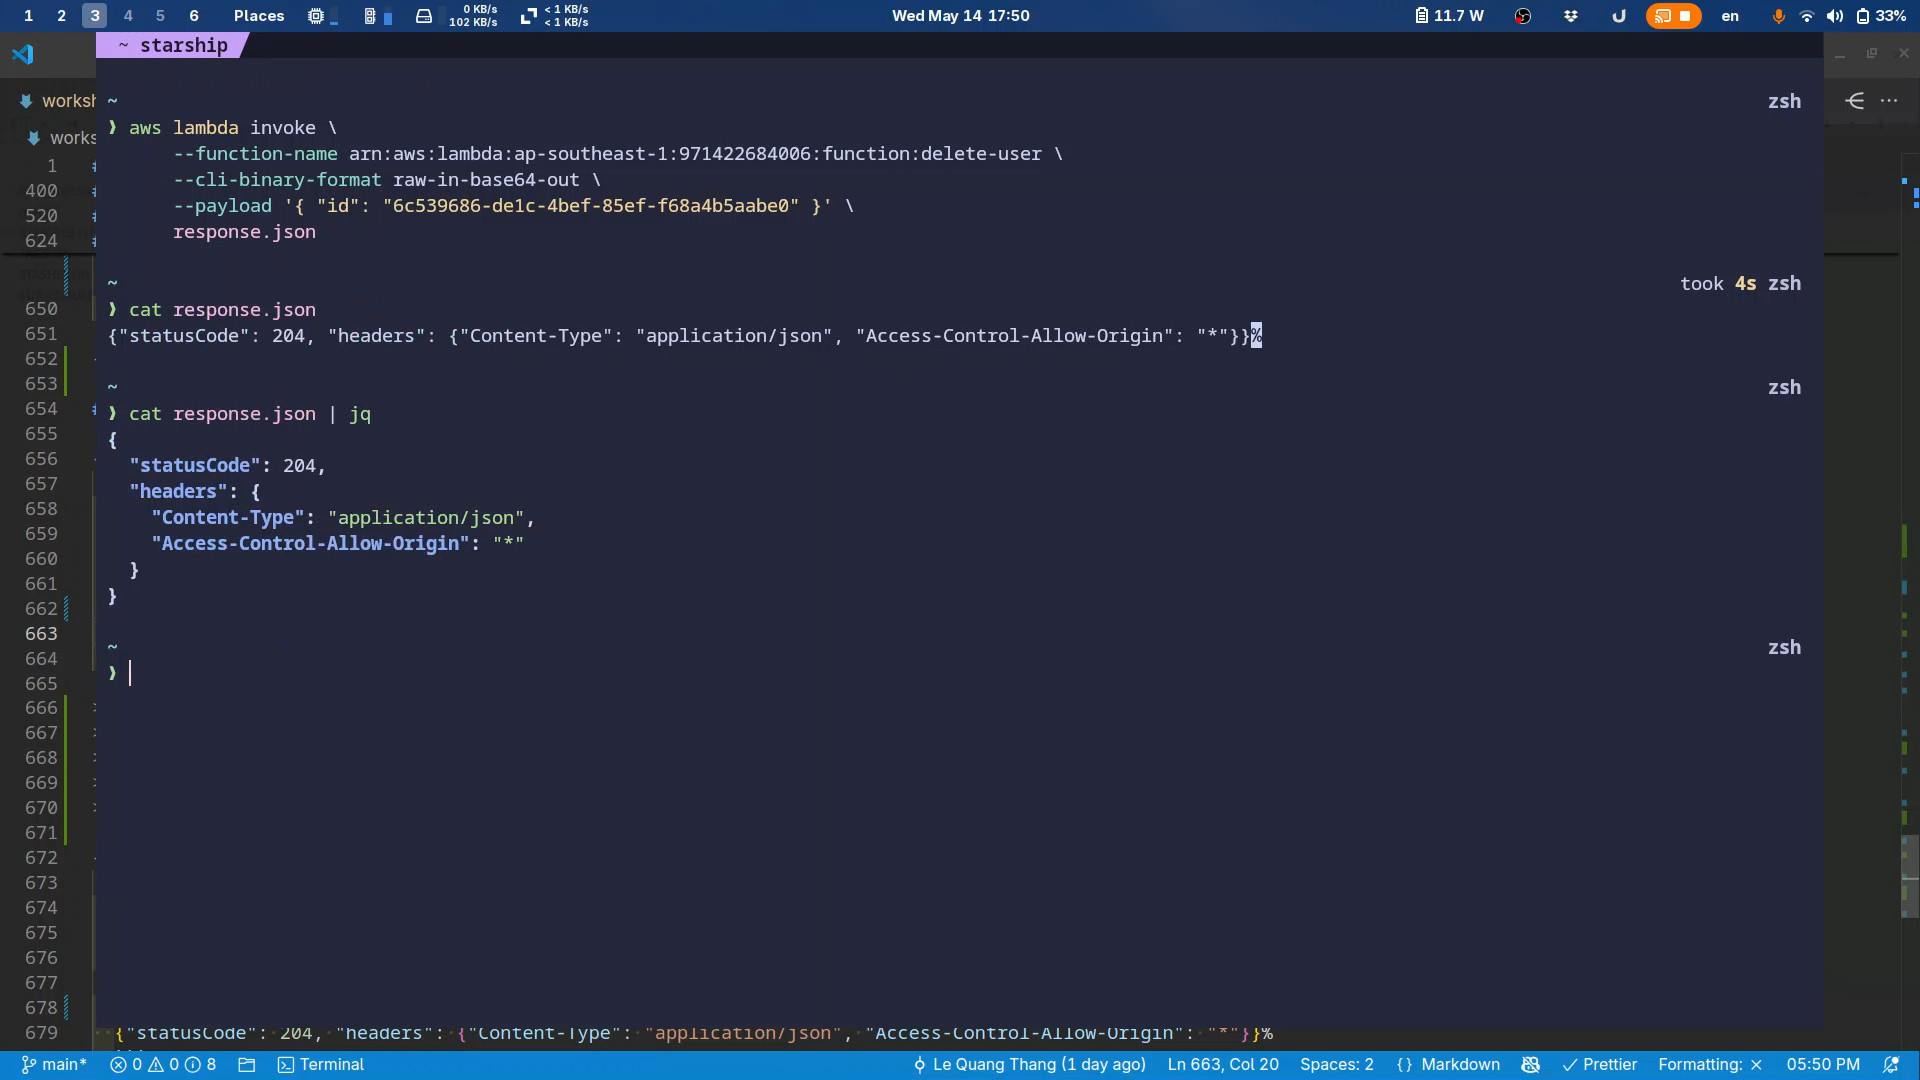 1 2 3 4 5 6 Places 0 KB/s 102 KB/s < 1 KB/s < 1 KB/s Wed May 14 17:50 11.7 W en 33%
~ starship
worksh
works
~ zsh
❯ aws lambda invoke \
--function-name arn:aws:lambda:ap-southeast-1:971422684006:function:delete-user \
--cli-binary-format raw-in-base64-out \
--payload '{ "id": "6c539686-de1c-4bef-85ef-f68a4b5aabe0" }' \
response.json
~ took 4s zsh
❯ cat response.json
{"statusCode": 204, "headers": {"Content-Type": "application/json", "Access-Control-Allow-Origin": "*"}}%
~ zsh
❯ cat response.json | jq
{
"statusCode": 204,
"headers": {
"Content-Type": "application/json",
"Access-Control-Allow-Origin": "*"
}
}
~ zsh
❯
1
400
520
624
650
651
652
653
654
655
656
657
658
659
660
661
662
663
664
665
666
667
668
669
670
671
672
673
674
675
676
677
678
679 {"statusCode": 204, "headers": {"Content-Type": "application/json", "Access-Control-Allow-Origin": "*"}}%
main* 0 0 8 Terminal Le Quang Thang (1 day ago) Ln 663, Col 20 Spaces: 2 {} Markdown Prettier Formatting: × 05:50 PM